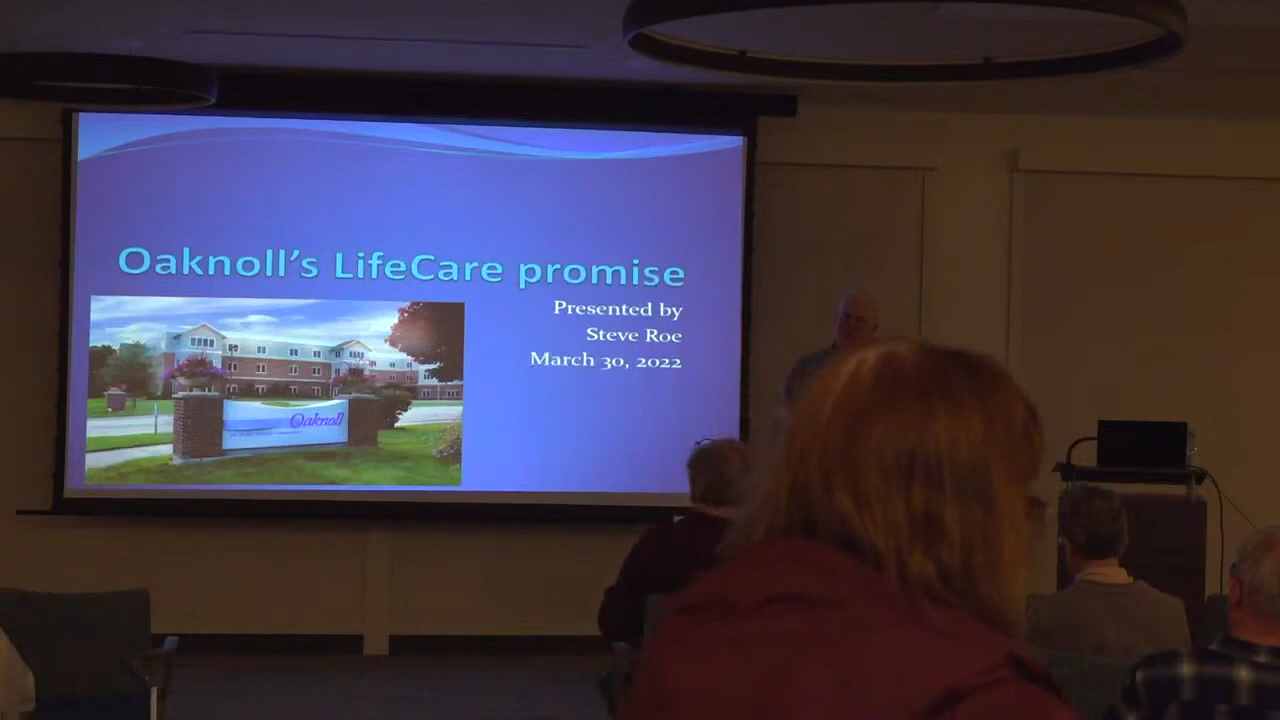 Oaknoll's LifeCare promise
Presented by
Steve Roe
March 30, 2022
Oaknoll